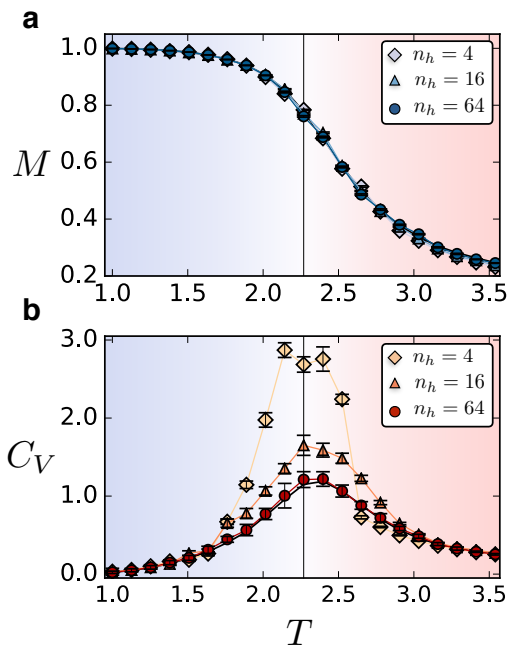 a
1.0
0.8
0.6
0.4
0.2
M
n_h = 4
n_h = 16
n_h = 64
1.0 1.5 2.0 2.5 3.0 3.5
b
3.0
2.0
1.0
0.0
C_V
n_h = 4
n_h = 16
n_h = 64
1.0 1.5 2.0 2.5 3.0 3.5
T